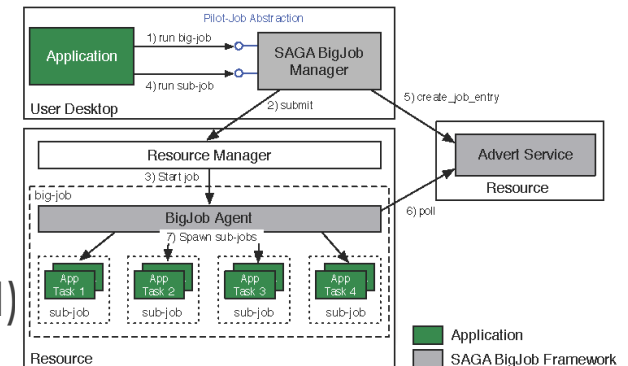 Pilot-Job Abstraction
1) run big-job
Application
SAGA BigJob
Manager
4) run sub-job
User Desktop
2) submit
5) create_job_entry
Resource Manager
Advert Service
Resource
3) Start job
big-job
BigJob Agent
6) poll
7) Spawn sub-jobs
App
Task 1
App
Task 2
App
Task 3
App
Task 4
sub-job
sub-job
sub-job
sub-job
Application
Resource
SAGA BigJob Framework